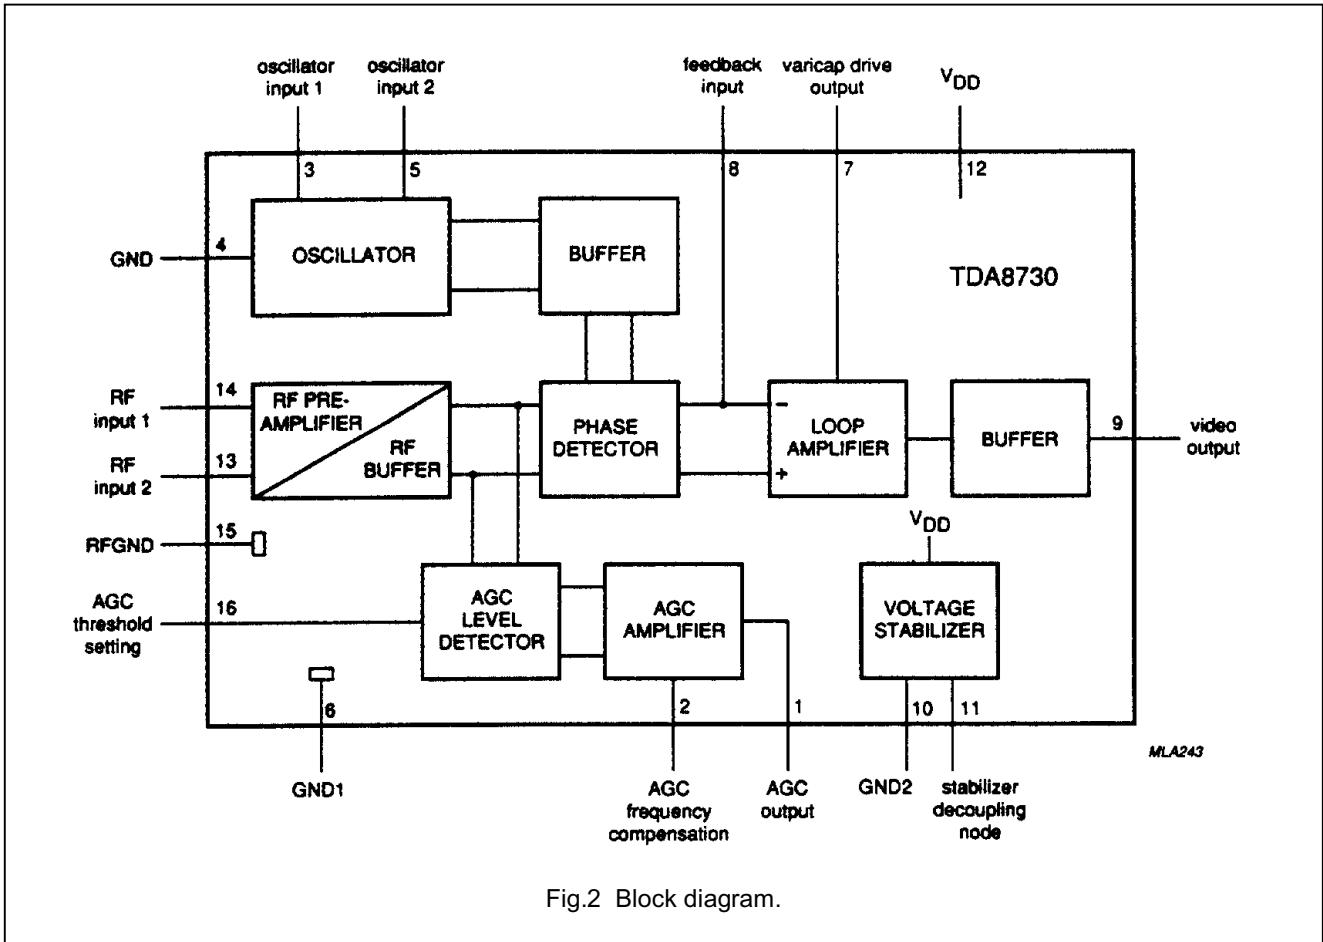 oscillator
input 1
oscillator
input 2
feedback
input
varicap drive
output
VDD
3
5
8
7
12
GND
4
OSCILLATOR
BUFFER
TDA8730
RF
input 1
14
RF
input 2
13
RF PRE-
AMPLIFIER
RF
BUFFER
PHASE
DETECTOR
−
+
LOOP
AMPLIFIER
BUFFER
9
video
output
RFGND
15
VDD
AGC
threshold
setting
16
AGC
LEVEL
DETECTOR
AGC
AMPLIFIER
VOLTAGE
STABILIZER
6
2
1
10
11
MLA243
GND1
AGC
frequency
compensation
AGC
output
GND2
stabilizer
decoupling
node
Fig.2 Block diagram.